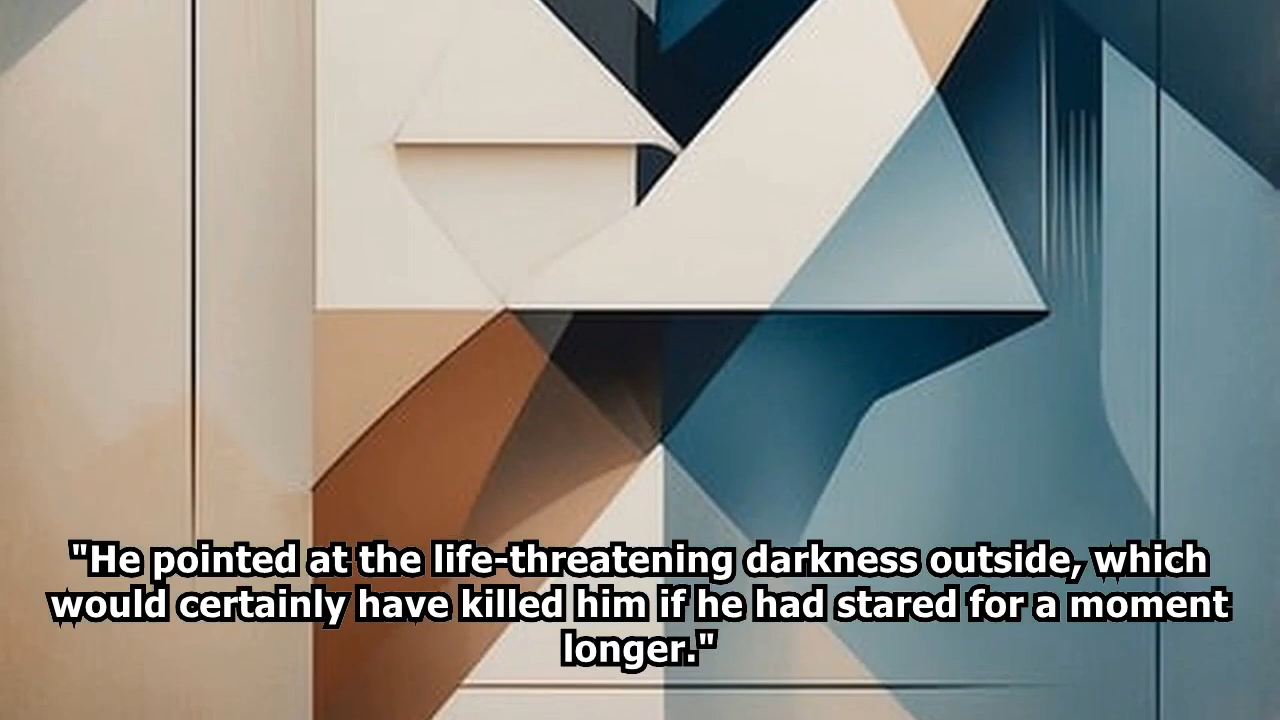 "He pointed at the life-threatening darkness outside, which
would certainly have killed him if he had stared for a moment
longer."